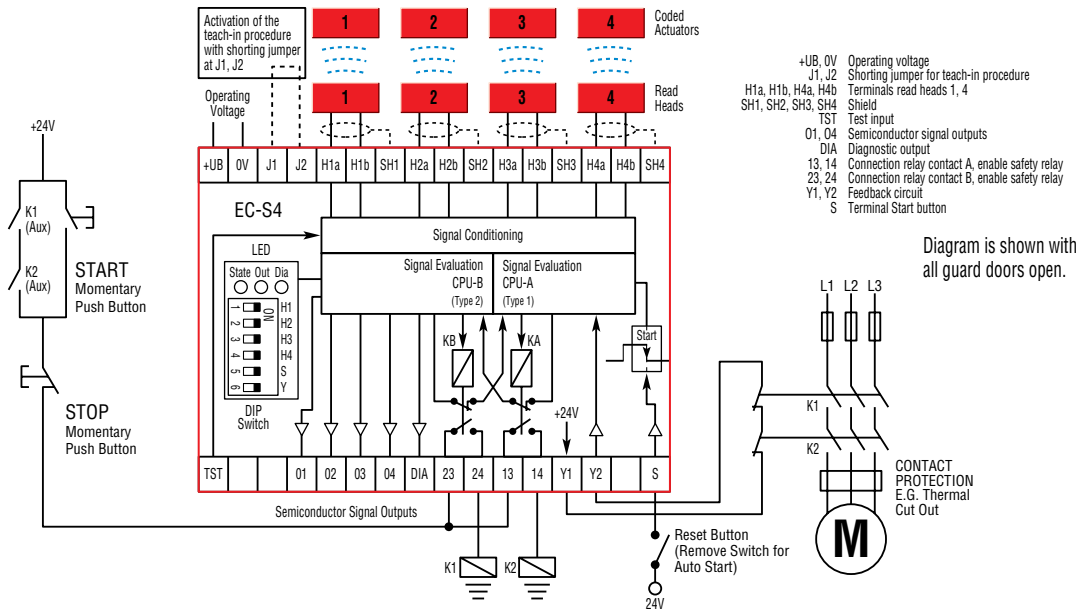 Activation of the
teach-in procedure
with shorting jumper
at J1, J2
1 2 3 4
Coded
Actuators
1 2 3 4
Read
Heads
+UB, 0V Operating voltage
J1, J2 Shorting jumper for teach-in procedure
H1a, H1b, H4a, H4b Terminals read heads 1, 4
SH1, SH2, SH3, SH4 Shield
TST Test input
O1, O4 Semiconductor signal outputs
DIA Diagnostic output
13, 14 Connection relay contact A, enable safety relay
23, 24 Connection relay contact B, enable safety relay
Y1, Y2 Feedback circuit
S Terminal Start button
Diagram is shown with
all guard doors open.
Operating
Voltage
+24V
+UB 0V J1 J2 H1a H1b SH1 H2a H2b SH2 H3a H3b SH3 H4a H4b SH4
EC-S4
Signal Conditioning
LED
State Out Dia
Signal Evaluation
CPU-B
(Type 2)
Signal Evaluation
CPU-A
(Type 1)
K1
(Aux)
K2
(Aux)
START
Momentary
Push Button
1 H1
2 H2
3 H3
4 H4
5 S
6 Y
ON
DIP
Switch
KB
KA
Start
+24V
STOP
Momentary
Push Button
L1 L2 L3
K1
K2
CONTACT
PROTECTION
E.G. Thermal
Cut Out
M
TST 01 02 03 04 DIA 23 24 13 14 Y1 Y2 S
Semiconductor Signal Outputs
K1
K2
Reset Button
(Remove Switch for
Auto Start)
24V